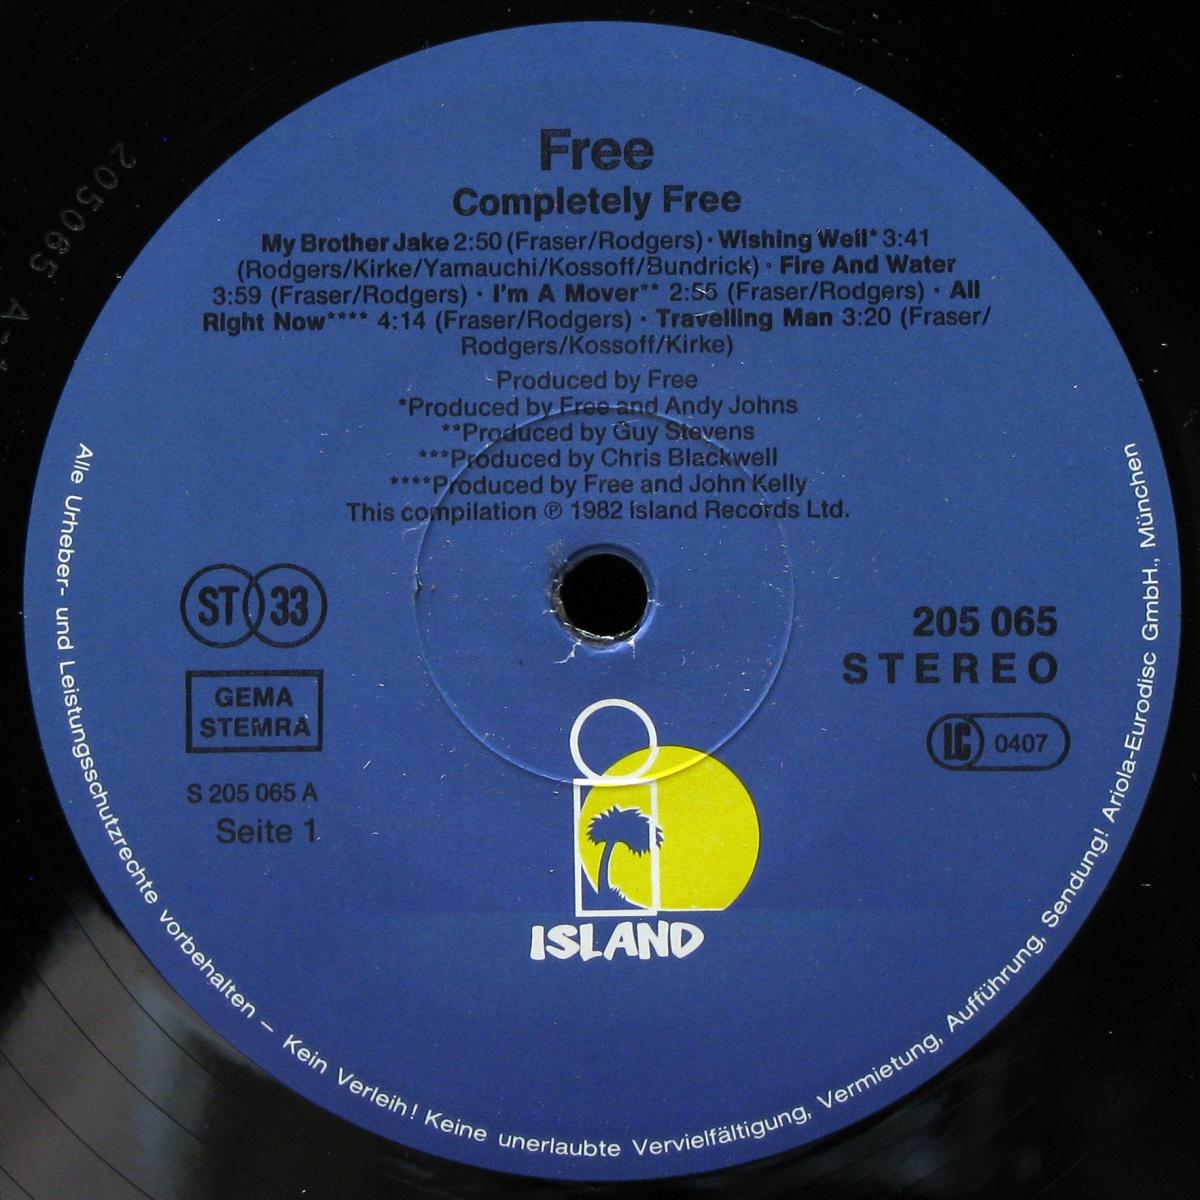 Free
Completely Free
My Brother Jake 2:50 (Fraser/Rodgers) · Wishing Well* 3:41
(Rodgers/Kirke/Yamauchi/Kossoff/Bundrick) · Fire And Water
3:59 (Fraser/Rodgers) · I'm A Mover** 2:55 (Fraser/Rodgers) · All
Right Now**** 4:14 (Fraser/Rodgers) · Travelling Man 3:20 (Fraser/
Rodgers/Kossoff/Kirke)
Produced by Free
*Produced by Free and Andy Johns
**Produced by Guy Stevens
***Produced by Chris Blackwell
****Produced by Free and John Kelly
This compilation ℗ 1982 Island Records Ltd.
ST 33
GEMA
STEMRA
S 205 065 A
Seite 1
205 065
STEREO
LC 0407
ISLAND
Alle Urheber- und Leistungsschutzrechte vorbehalten – Kein Verleih! Keine unerlaubte Vervielfältigung, Vermietung, Aufführung, Sendung! Ariola-Eurodisc GmbH., München
205065 A